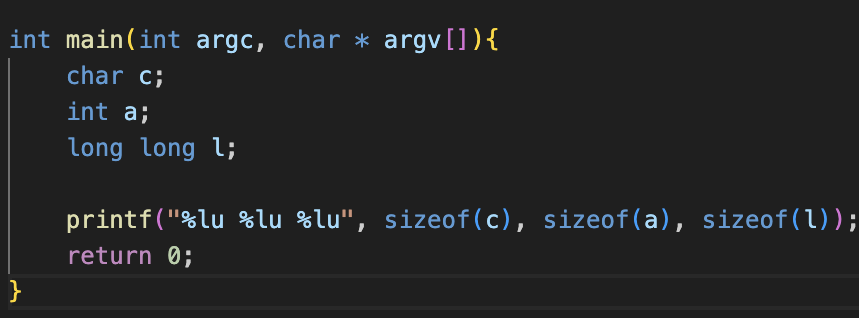 int main(int argc, char * argv[]){
    char c;
    int a;
    long long l;

    printf("%lu %lu %lu", sizeof(c), sizeof(a), sizeof(l));
    return 0;
}